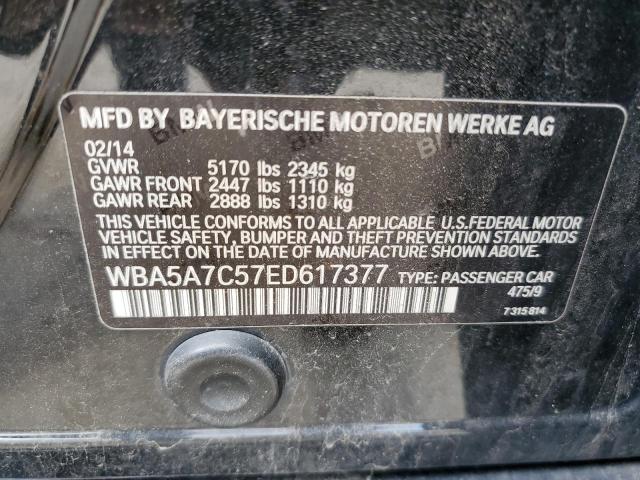 MFD BY BAYERISCHE MOTOREN WERKE AG
02/14
GVWR 5170 lbs 2345 kg
GAWR FRONT 2447 lbs 1110 kg
GAWR REAR 2888 lbs 1310 kg
THIS VEHICLE CONFORMS TO ALL APPLICABLE U.S.FEDERAL MOTOR
VEHICLE SAFETY, BUMPER AND THEFT PREVENTION STANDARDS
IN EFFECT ON THE DATE OF MANUFACTURE SHOWN ABOVE.
WBA5A7C57ED617377 TYPE: PASSENGER CAR
475/9
7315814